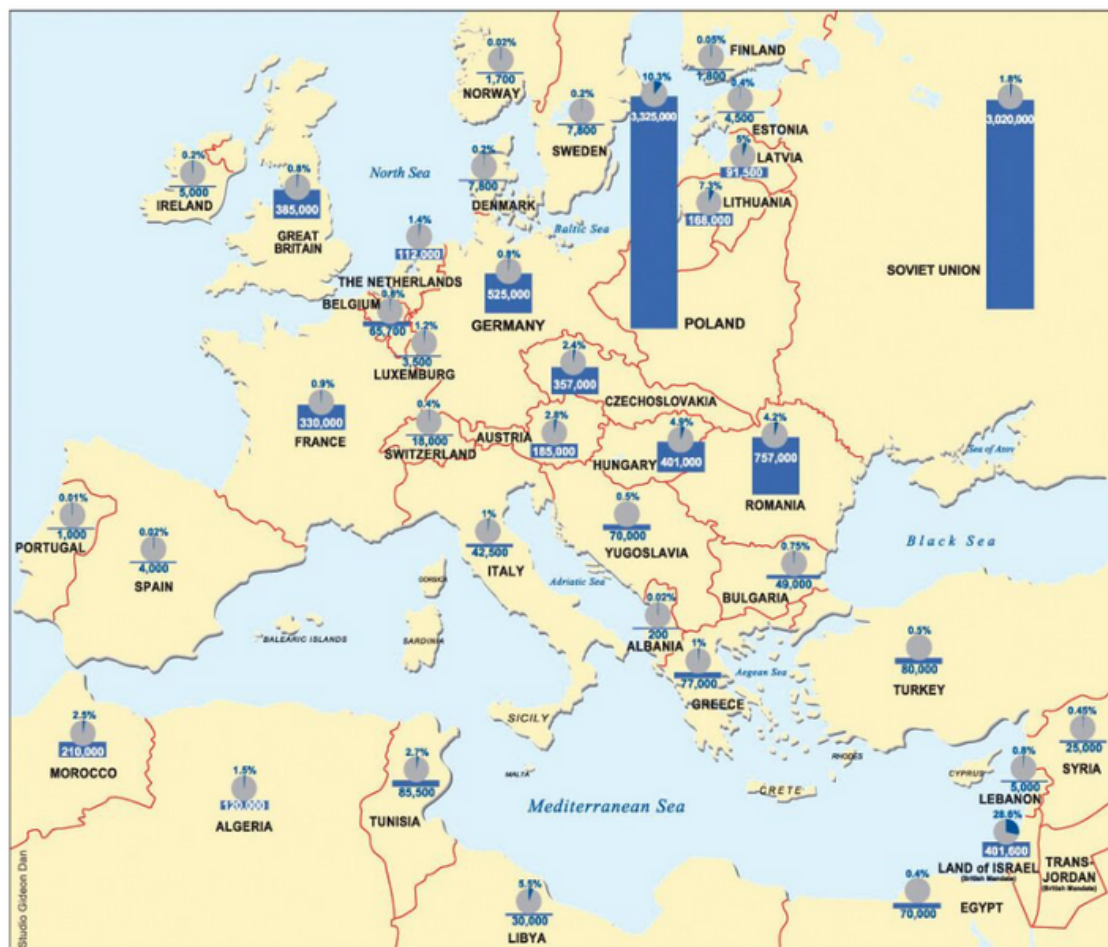 0.02%
1,700
NORWAY
0.05%
FINLAND
1,800
10.3%
3,325,000
POLAND
0.2%
7,800
SWEDEN
0.4%
4,500
ESTONIA
5%
LATVIA
91,500
7.3%
LITHUANIA
168,000
1.8%
3,020,000
SOVIET UNION
0.2%
5,000
IRELAND
0.8%
385,000
GREAT
BRITAIN
North Sea
0.2%
7,800
DENMARK
Baltic Sea
1.4%
112,000
THE NETHERLANDS
0.8%
525,000
GERMANY
BELGIUM
65,700
1.2%
3,500
LUXEMBURG
2.4%
357,000
CZECHOSLOVAKIA
0.9%
330,000
FRANCE
0.4%
18,000
SWITZERLAND
2.8%
AUSTRIA
185,000
4.9%
HUNGARY
401,000
4.2%
757,000
ROMANIA
Sea of Azov
0.01%
1,000
PORTUGAL
0.02%
4,000
SPAIN
1%
42,500
ITALY
0.5%
70,000
YUGOSLAVIA
0.75%
49,000
BULGARIA
Black Sea
Adriatic Sea
CORSICA
SARDINIA
BALEARIC ISLANDS
0.02%
200
ALBANIA
1%
77,000
GREECE
Aegean Sea
0.5%
80,000
TURKEY
SICILY
MALTA
CRETE
RHODES
CYPRUS
0.45%
25,000
SYRIA
0.8%
5,000
LEBANON
2.5%
210,000
MOROCCO
1.5%
120,000
ALGERIA
2.7%
85,500
TUNISIA
Mediterranean Sea
28.6%
401,600
LAND of ISRAEL
(British Mandate)
TRANS-
JORDAN
(British Mandate)
5.5%
30,000
LIBYA
0.4%
70,000
EGYPT
Studio Gideon Dan